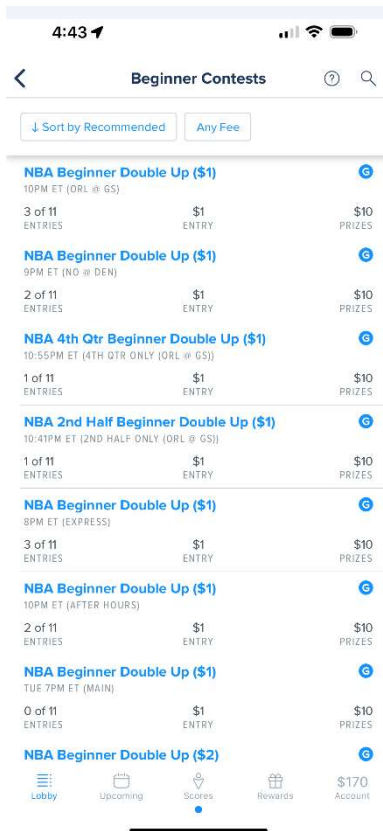 4:43
Beginner Contests
?
↓ Sort by Recommended
Any Fee
NBA Beginner Double Up ($1)
G
10PM ET (ORL @ GS)
3 of 11 $1 $10
ENTRIES ENTRY PRIZES
NBA Beginner Double Up ($1)
G
9PM ET (NO @ DEN)
2 of 11 $1 $10
ENTRIES ENTRY PRIZES
NBA 4th Qtr Beginner Double Up ($1)
G
10:55PM ET (4TH QTR ONLY (ORL @ GS))
1 of 11 $1 $10
ENTRIES ENTRY PRIZES
NBA 2nd Half Beginner Double Up ($1)
G
10:41PM ET (2ND HALF ONLY (ORL @ GS))
1 of 11 $1 $10
ENTRIES ENTRY PRIZES
NBA Beginner Double Up ($1)
G
8PM ET (EXPRESS)
3 of 11 $1 $10
ENTRIES ENTRY PRIZES
NBA Beginner Double Up ($1)
G
10PM ET (AFTER HOURS)
2 of 11 $1 $10
ENTRIES ENTRY PRIZES
NBA Beginner Double Up ($1)
G
TUE 7PM ET (MAIN)
0 of 11 $1 $10
ENTRIES ENTRY PRIZES
NBA Beginner Double Up ($2)
G
$170
Lobby Upcoming Scores Rewards Account